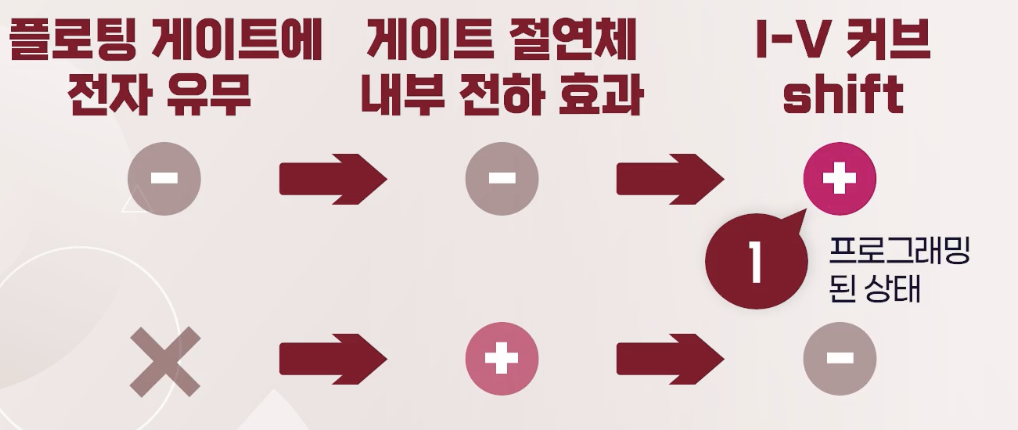 플로팅 게이트에
전자 유무
게이트 절연체
내부 전하 효과
I-V 커브
shift
-
-
+
1
프로그래밍
된 상태
+
-